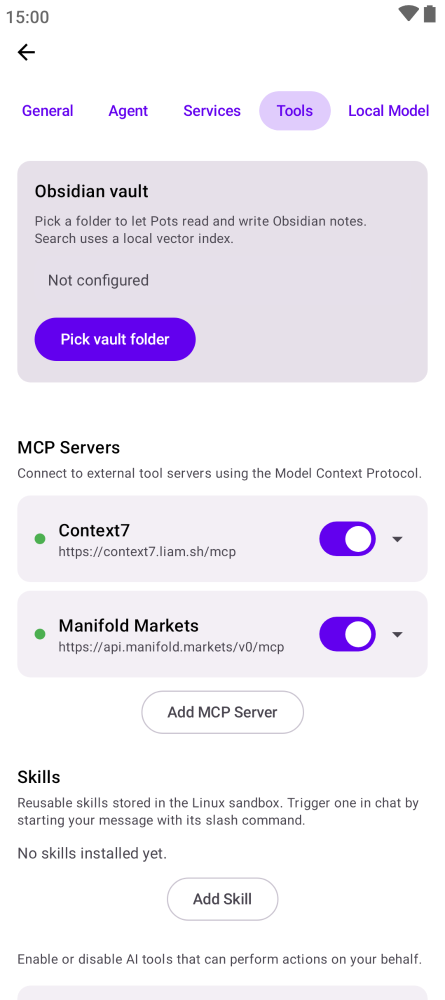 15:00
General
Agent
Services
Tools
Local Model
Obsidian vault
Pick a folder to let Pots read and write Obsidian notes.
Search uses a local vector index.
Not configured
Pick vault folder
MCP Servers
Connect to external tool servers using the Model Context Protocol.
Context7
https://context7.liam.sh/mcp
Manifold Markets
https://api.manifold.markets/v0/mcp
Add MCP Server
Skills
Reusable skills stored in the Linux sandbox. Trigger one in chat by
starting your message with its slash command.
No skills installed yet.
Add Skill
Enable or disable AI tools that can perform actions on your behalf.